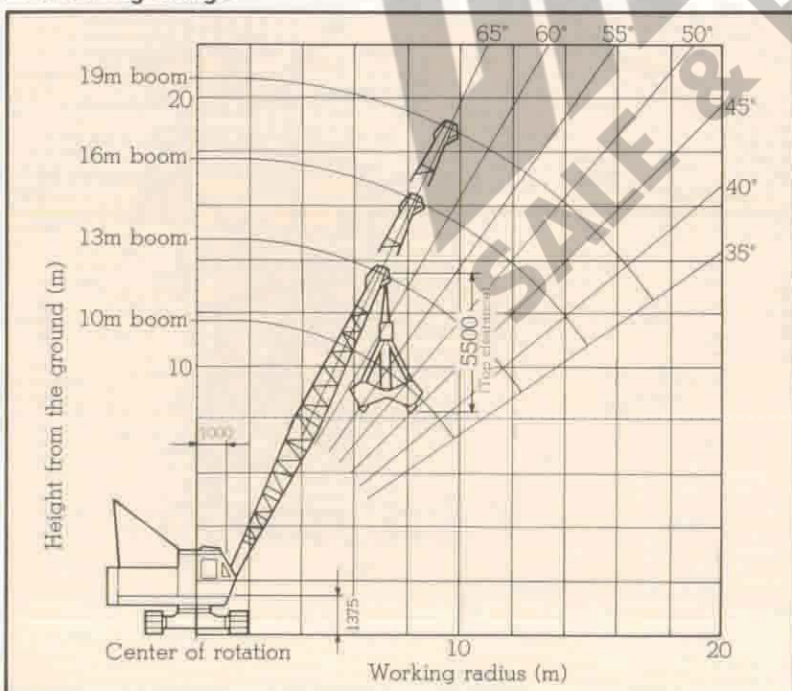 65° 60° 55° 50°
19m boom
20
45°
16m boom
40°
13m boom
35°
10m boom
5500
(Top clearance)
10
1000
Height from the ground (m)
1375
Center of rotation
10
20
Working radius (m)
SALE &